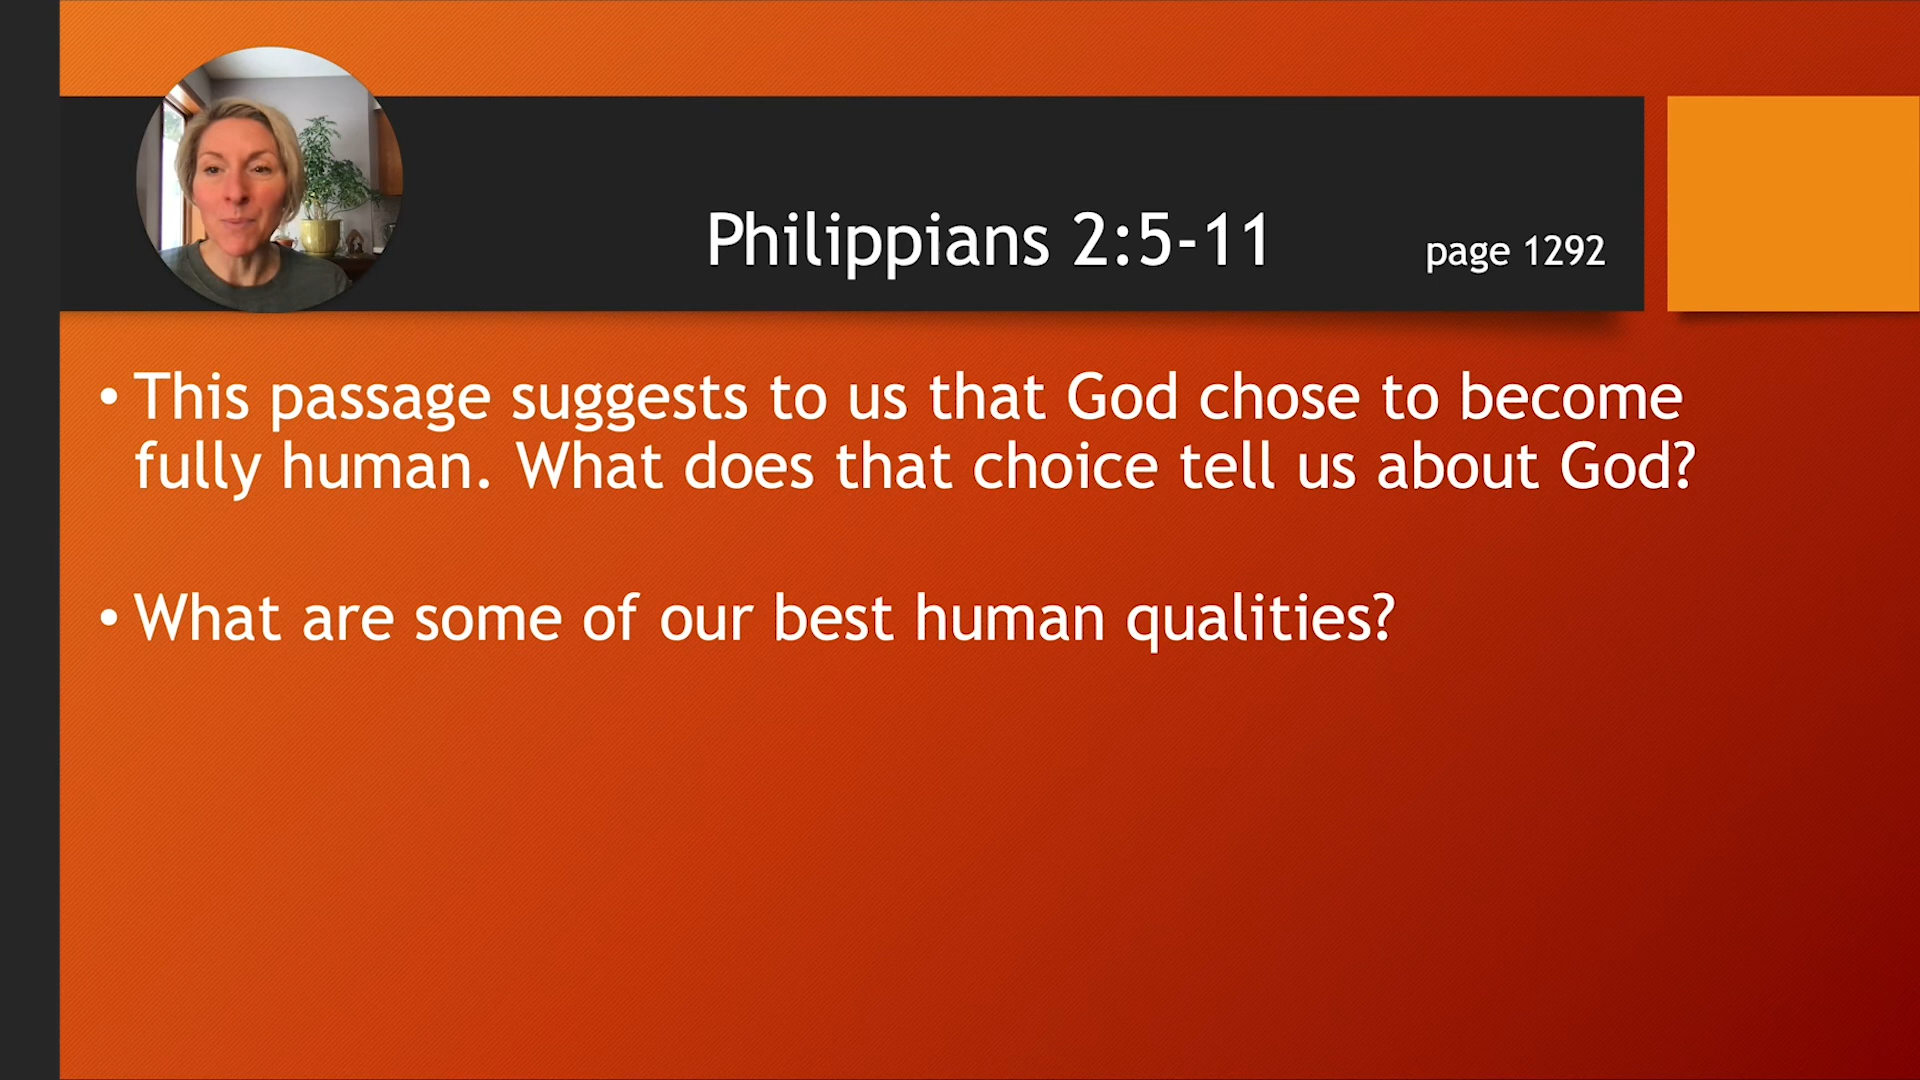 Philippians 2:5-11 page 1292
• This passage suggests to us that God chose to become
fully human. What does that choice tell us about God?
• What are some of our best human qualities?